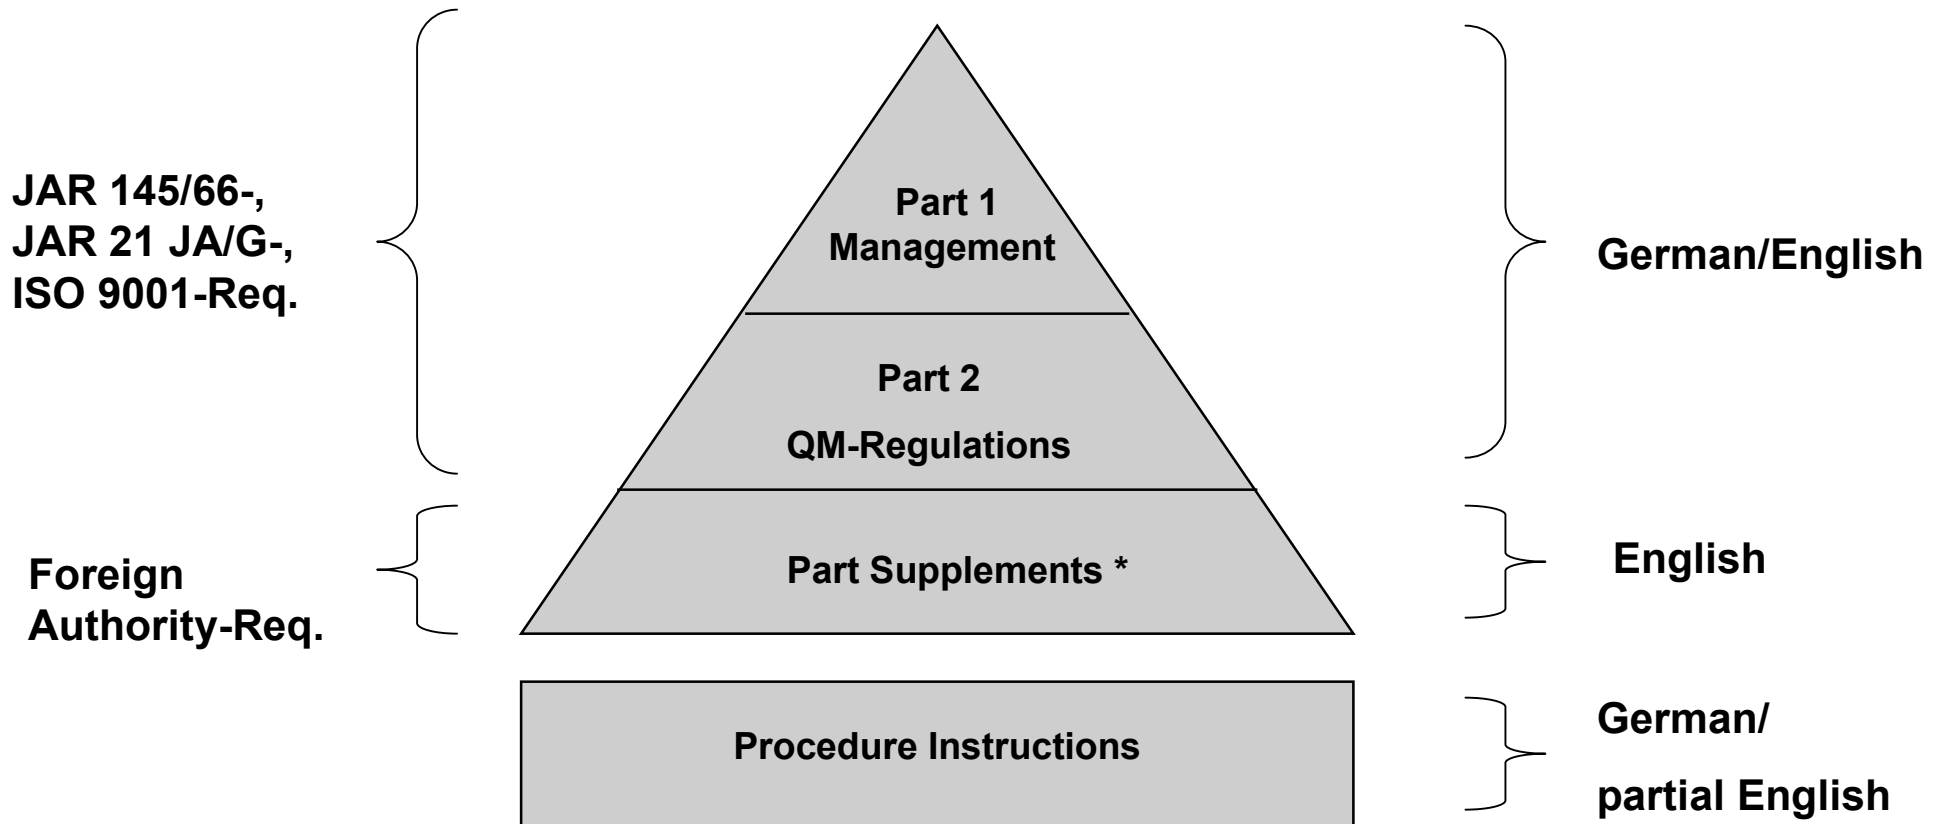 JAR 145/66-,
JAR 21 JA/G-,
ISO 9001-Req.
Part 1
Management
German/English
Part 2
QM-Regulations
Foreign
Authority-Req.
Part Supplements *
English
Procedure Instructions
German/
partial English